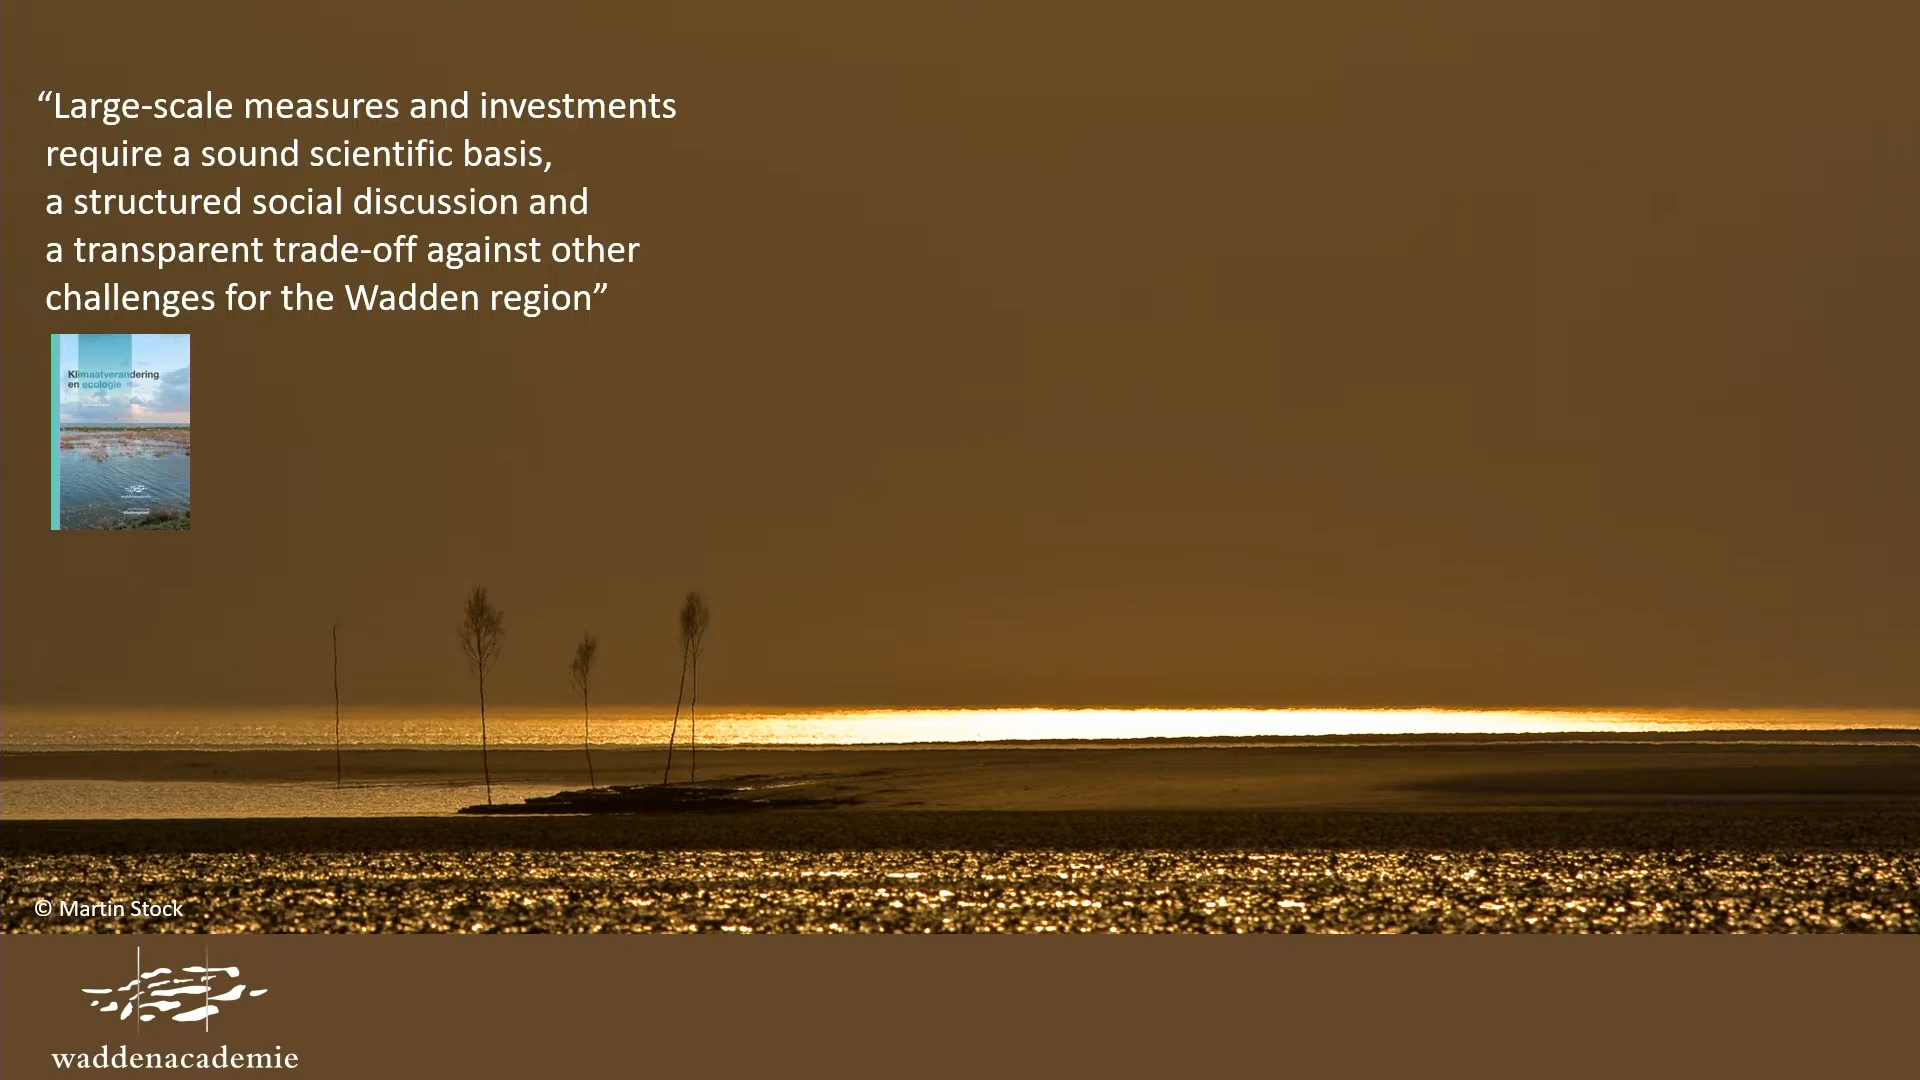 “Large-scale measures and investments
require a sound scientific basis,
a structured social discussion and
a transparent trade-off against other
challenges for the Wadden region”
Klimaatverandering
en ecologie
© Martin Stock
waddenacademie